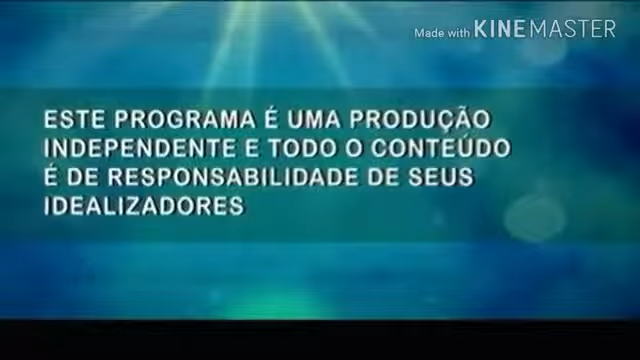 Made with KINEMASTER
ESTE PROGRAMA É UMA PRODUÇÃO
INDEPENDENTE E TODO O CONTEÚDO
É DE RESPONSABILIDADE DE SEUS
IDEALIZADORES